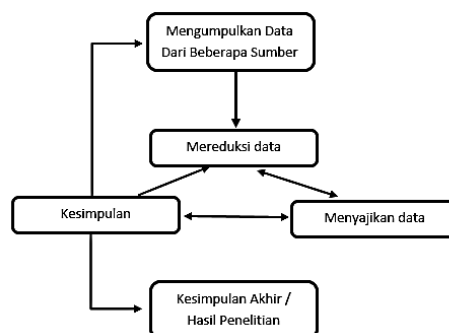 Mengumpulkan Data
Dari Beberapa Sumber
Mereduksi data
Kesimpulan
Menyajikan data
Kesimpulan Akhir /
Hasil Penelitian